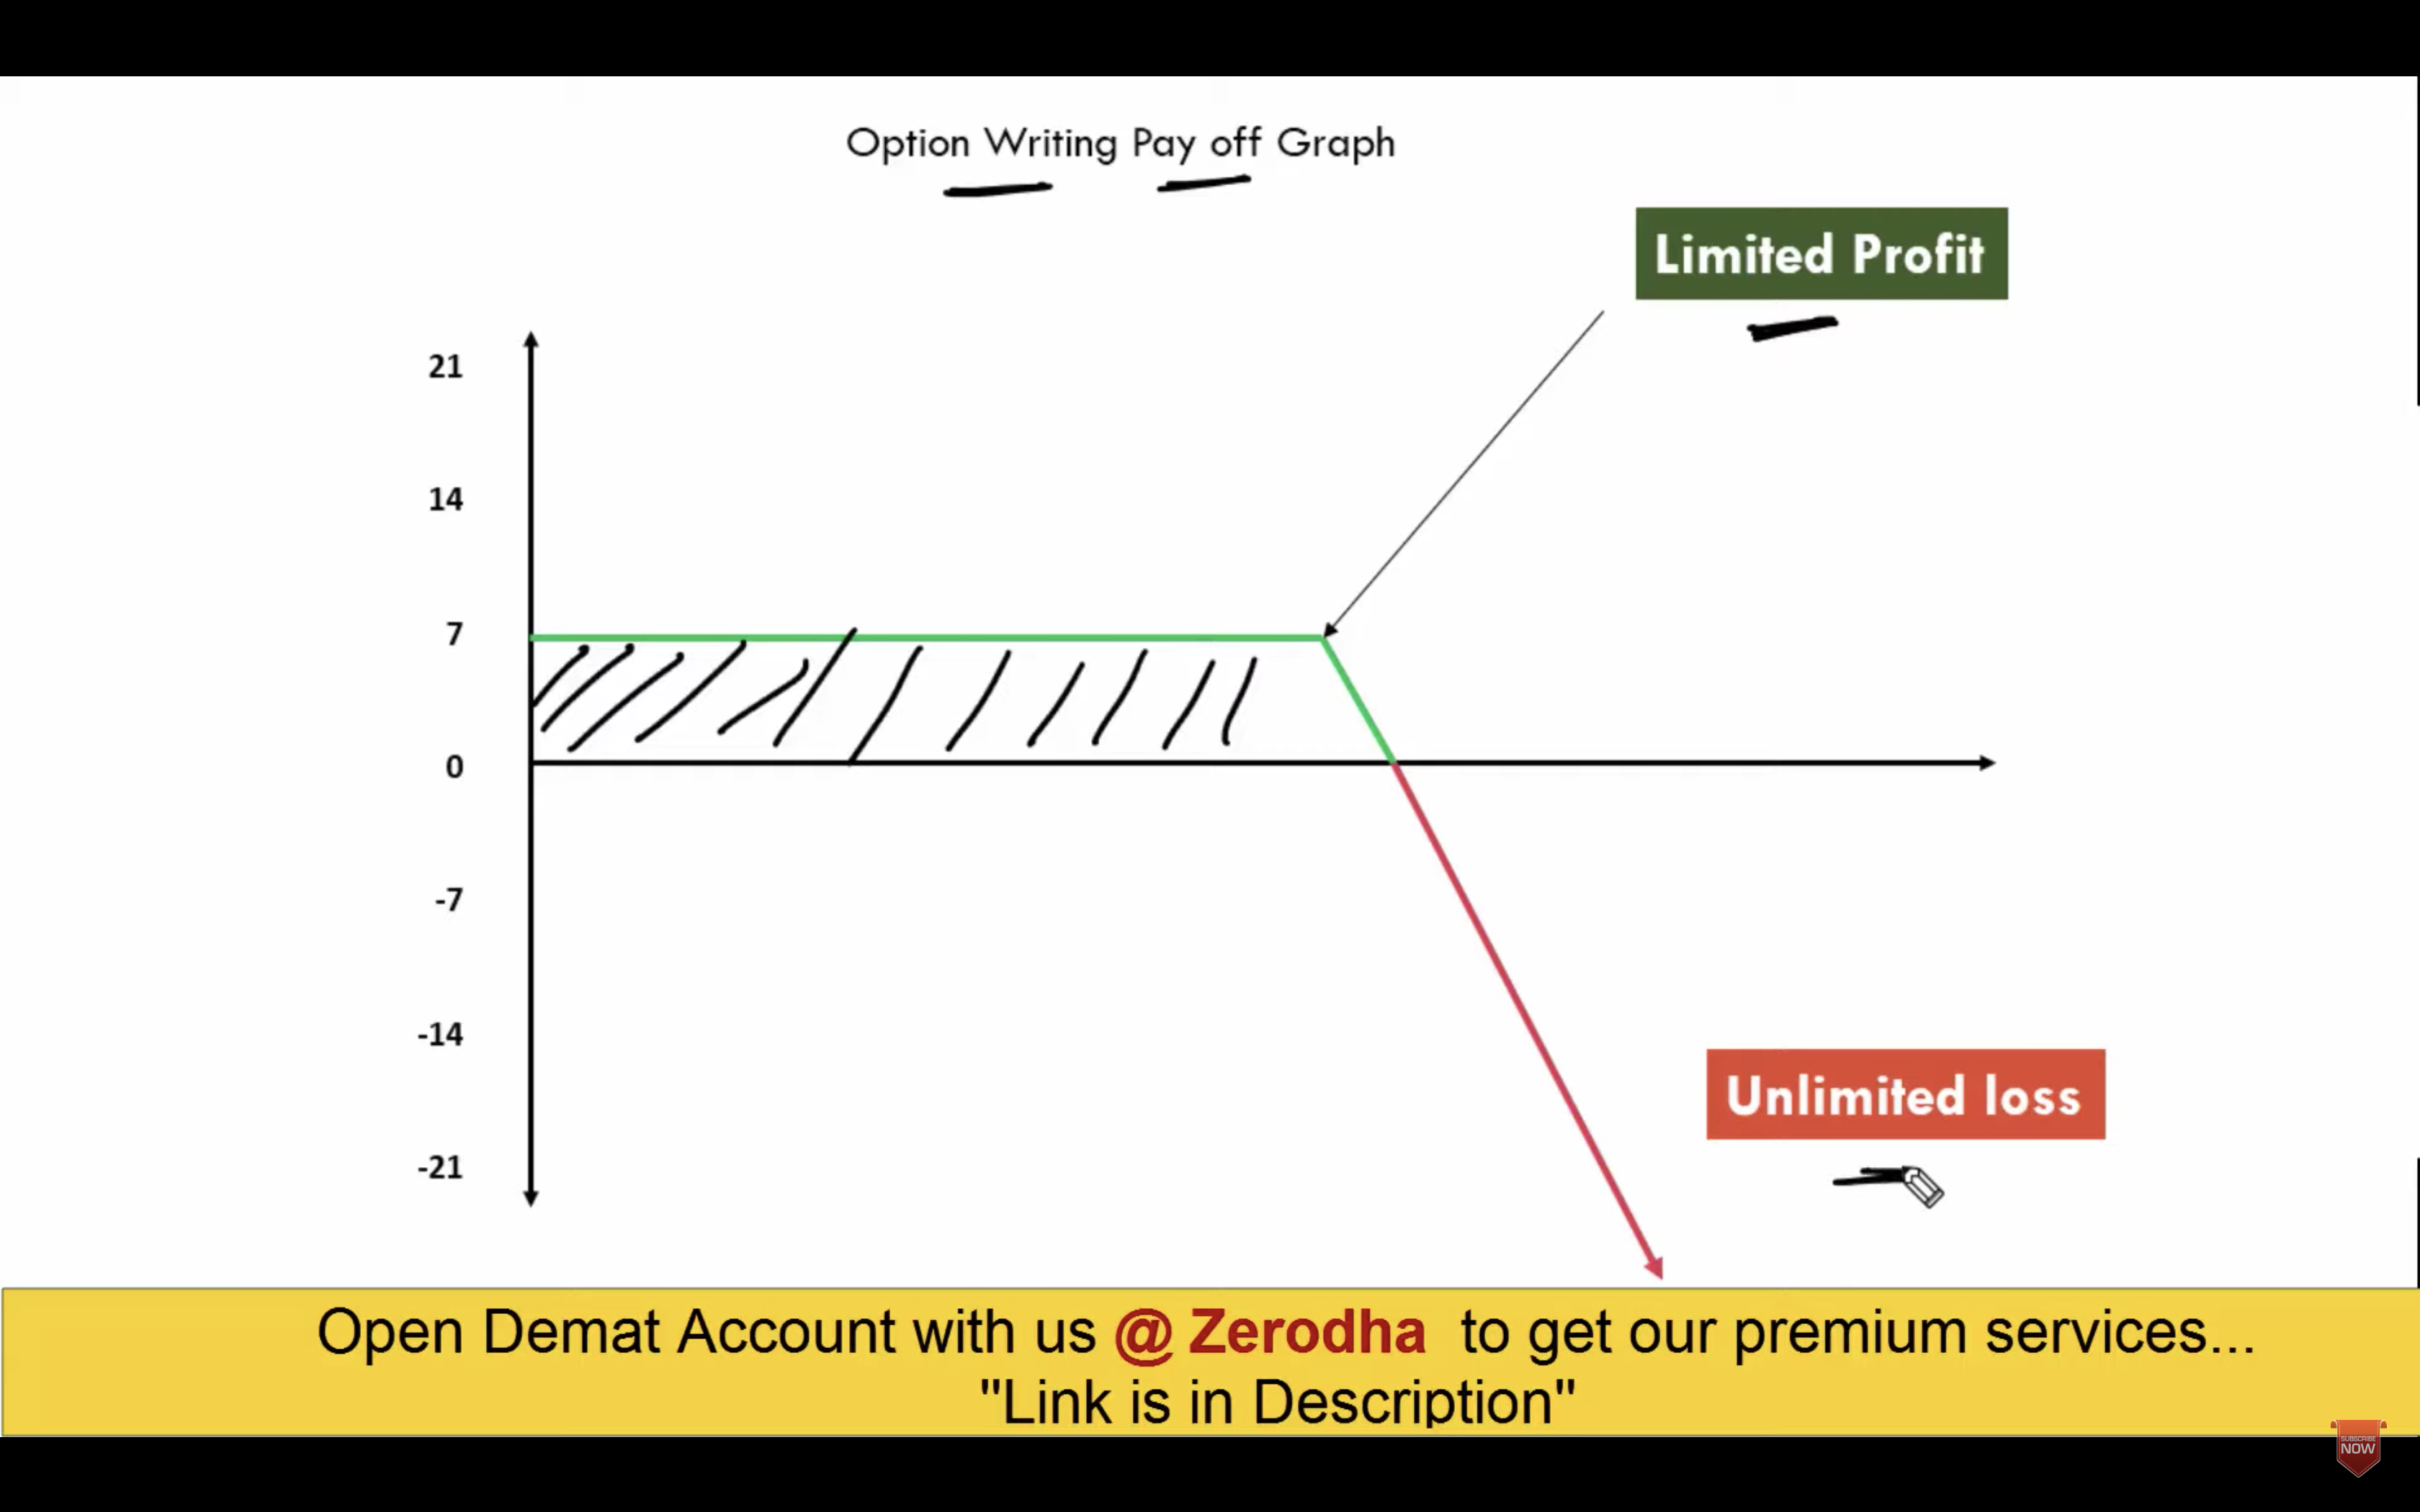 Option Writing Pay off Graph
Limited Profit
21
14
7
0
-7
-14
-21
Unlimited loss
Open Demat Account with us @ Zerodha to get our premium services...
"Link is in Description"
SUBSCRIBE
NOW